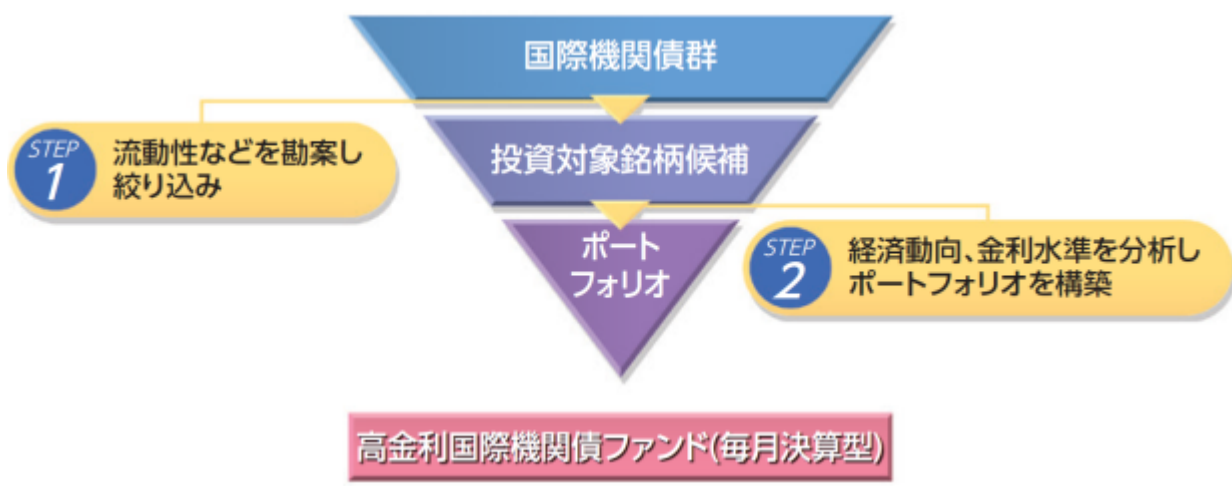 国際機関債群
STEP
1
流動性などを勘案し
絞り込み
投資対象銘柄候補
ポート
フォリオ
STEP
2
経済動向、金利水準を分析し
ポートフォリオを構築
高金利国際機関債ファンド(毎月決算型)